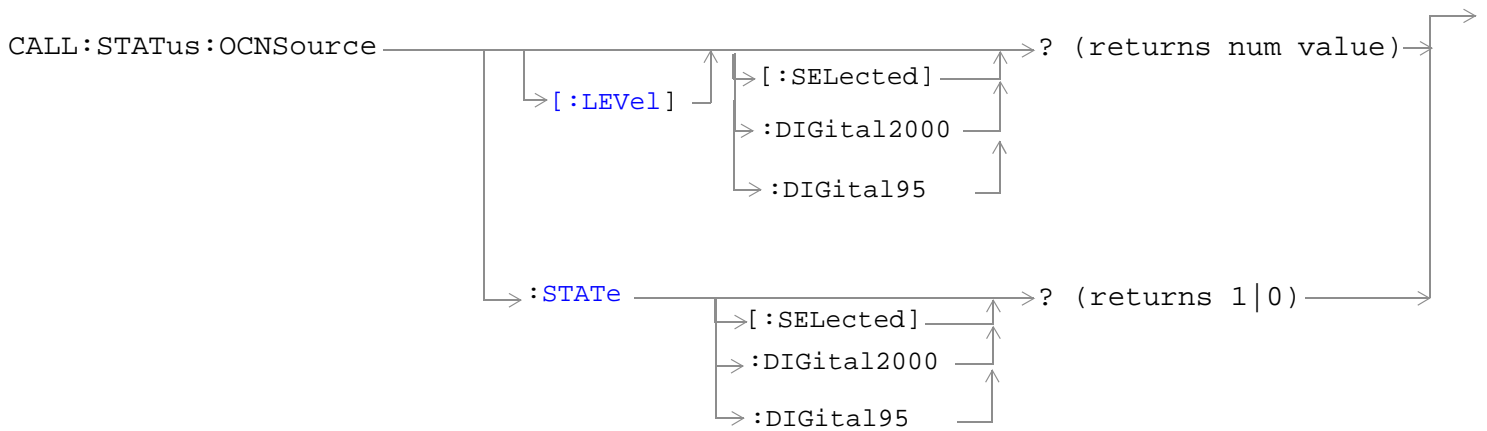 CALL:STATus:OCNSource
? (returns num value)
[:SELected]
[:LEVel]
:DIGital2000
:DIGital95
:STATe
? (returns 1|0)
[:SELected]
:DIGital2000
:DIGital95